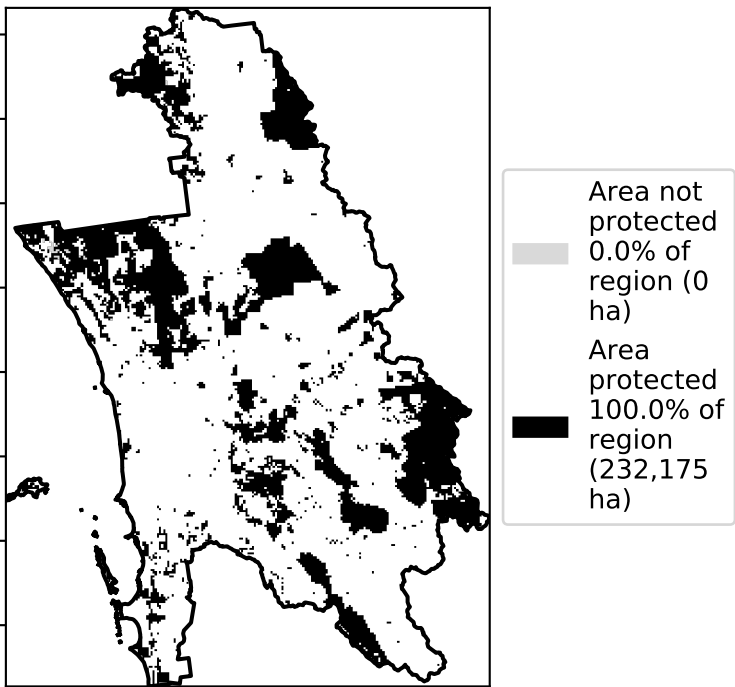 Area not
protected
0.0% of
region (0
ha)
Area
protected
100.0% of
region
(232,175
ha)